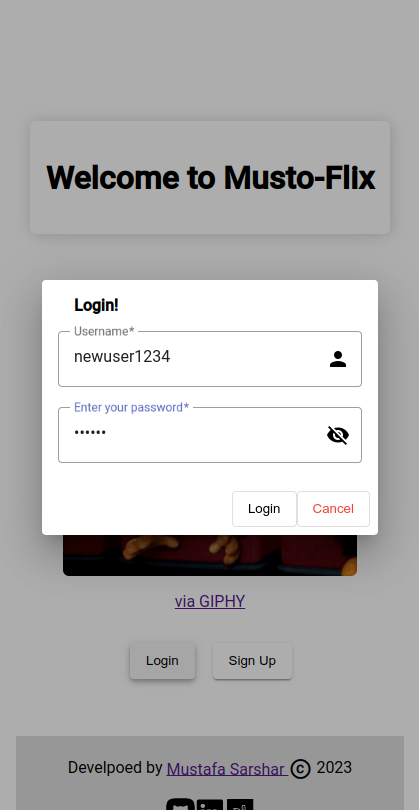 Welcome to Musto-Flix
Login!
Username*
newuser1234
Enter your password*
••••••
Login Cancel
via GIPHY
Login Sign Up
Develpoed by Mustafa Sarshar © 2023